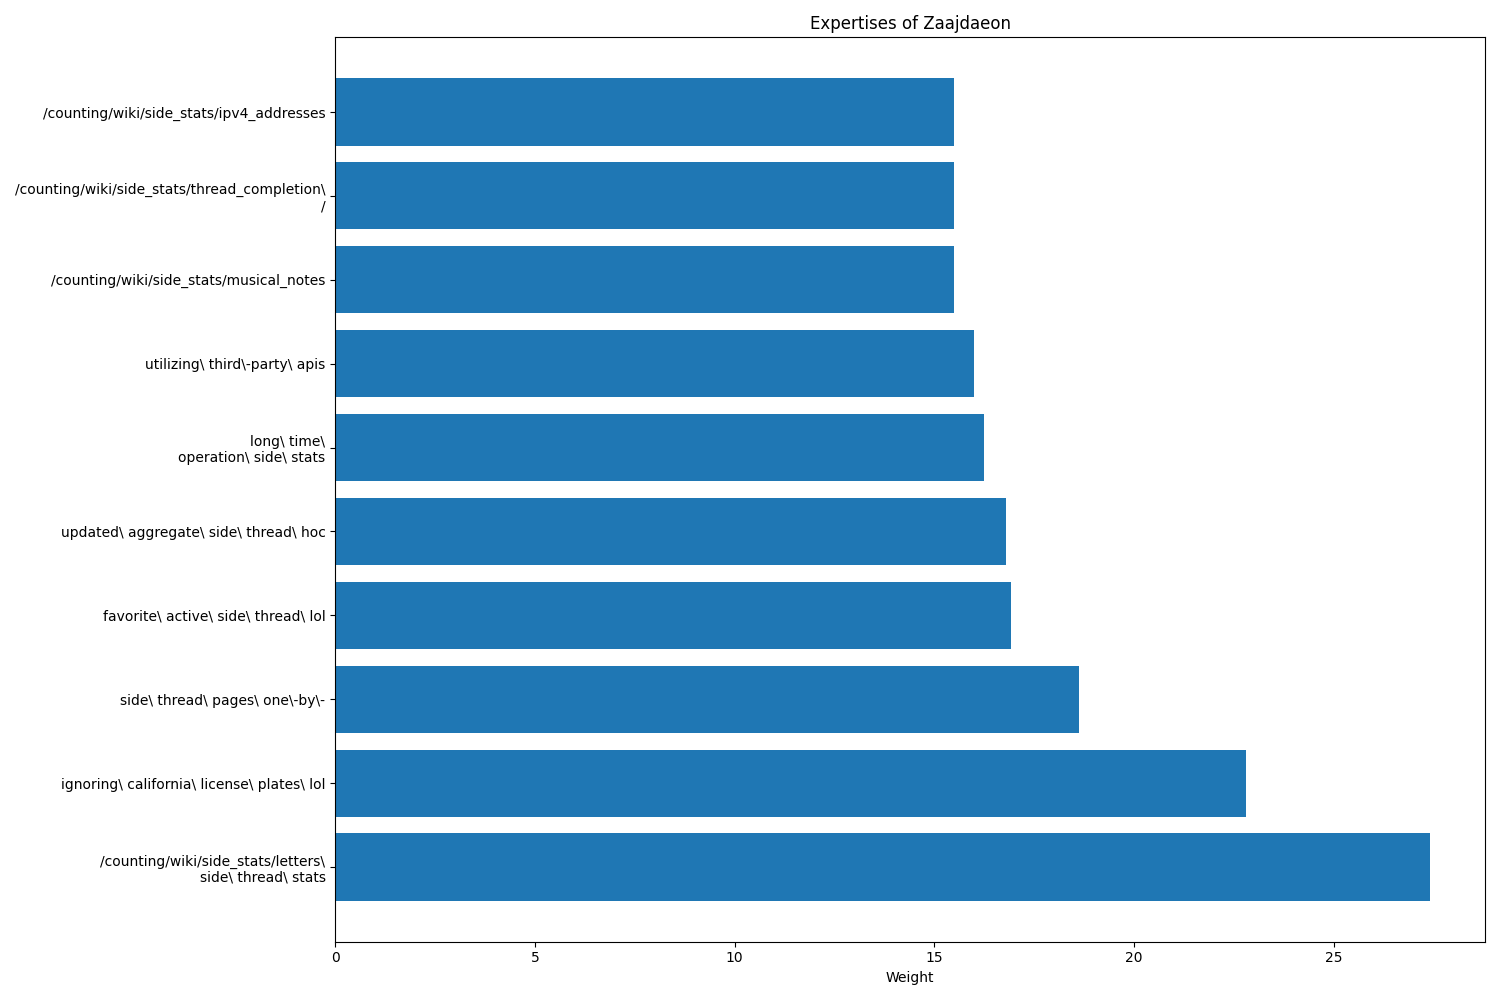 Expertises of Zaajdaeon
/counting/wiki/side_stats/ipv4_addresses
/counting/wiki/side_stats/thread_completion\
/
/counting/wiki/side_stats/musical_notes
utilizing\ third\-party\ apis
long\ time\
operation\ side\ stats
updated\ aggregate\ side\ thread\ hoc
favorite\ active\ side\ thread\ lol
side\ thread\ pages\ one\-by\-
ignoring\ california\ license\ plates\ lol
/counting/wiki/side_stats/letters\
side\ thread\ stats
0 5 10 15 20 25
Weight